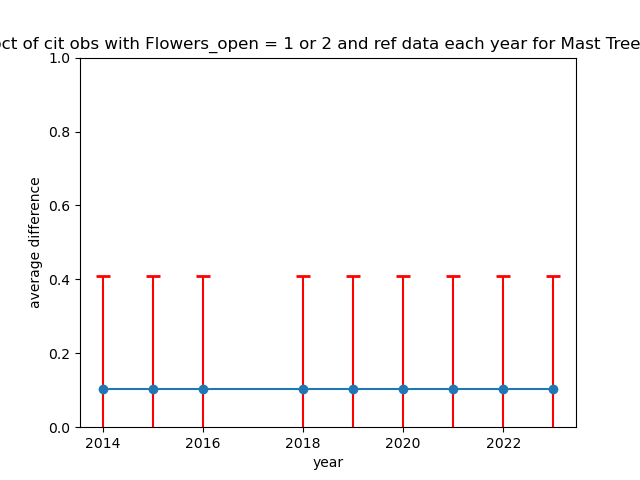 of cit obs with Flowers_open = 1 or 2 and ref data each year for Mast Tree
1.0
0.8
0.6
0.4
0.2
0.0
average difference
2014 2016 2018 2020 2022
year